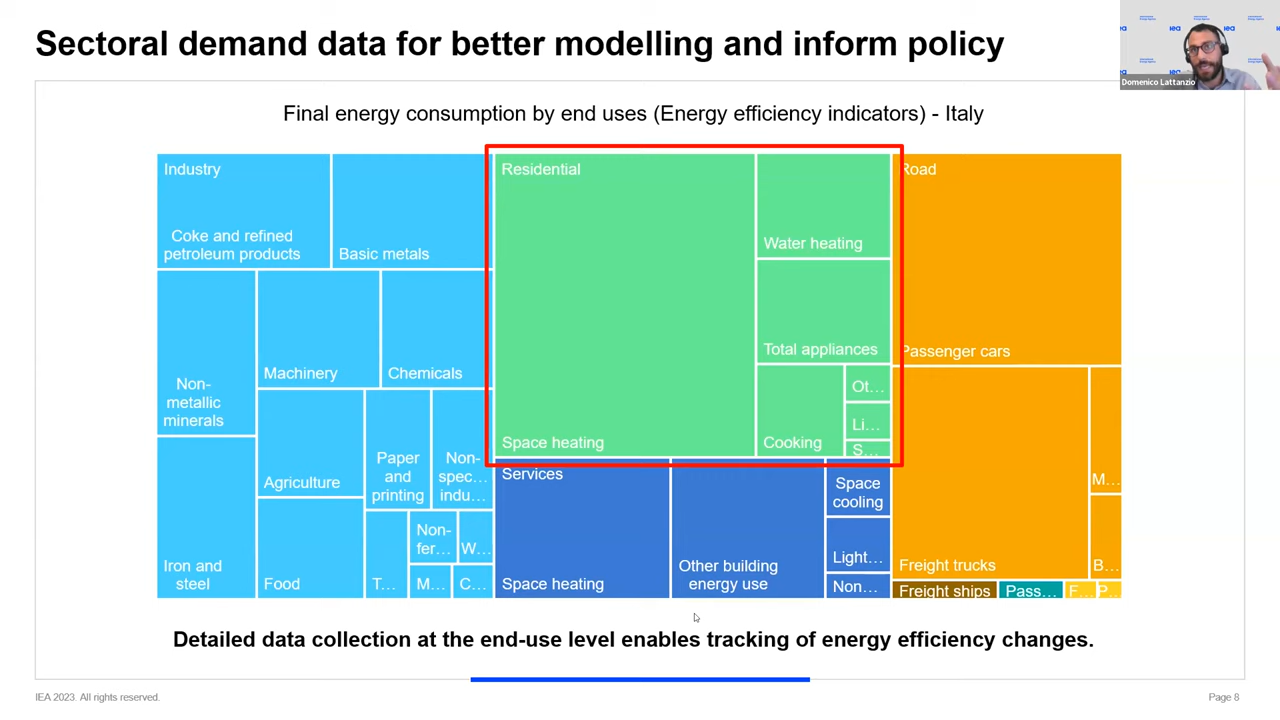 Sectoral demand data for better modelling and inform policy
Domenico Lattanzio
Final energy consumption by end uses (Energy efficiency indicators) - Italy
Industry
Coke and refined
petroleum products
Basic metals
Non-
metallic
minerals
Machinery
Chemicals
Iron and
steel
Agriculture
Paper
and
printing
Non-
spec...
indu...
Food
T...
Non-
fer...
W...
M...
C...
Residential
Space heating
Water heating
Total appliances
Cooking
Ot...
Li...
S...
Services
Space heating
Other building
energy use
Space
cooling
Light...
Non...
Road
Passenger cars
Freight trucks
M...
B...
Freight ships
Pass...
F...
P...
Detailed data collection at the end-use level enables tracking of energy efficiency changes.
IEA 2023. All rights reserved.
Page 8